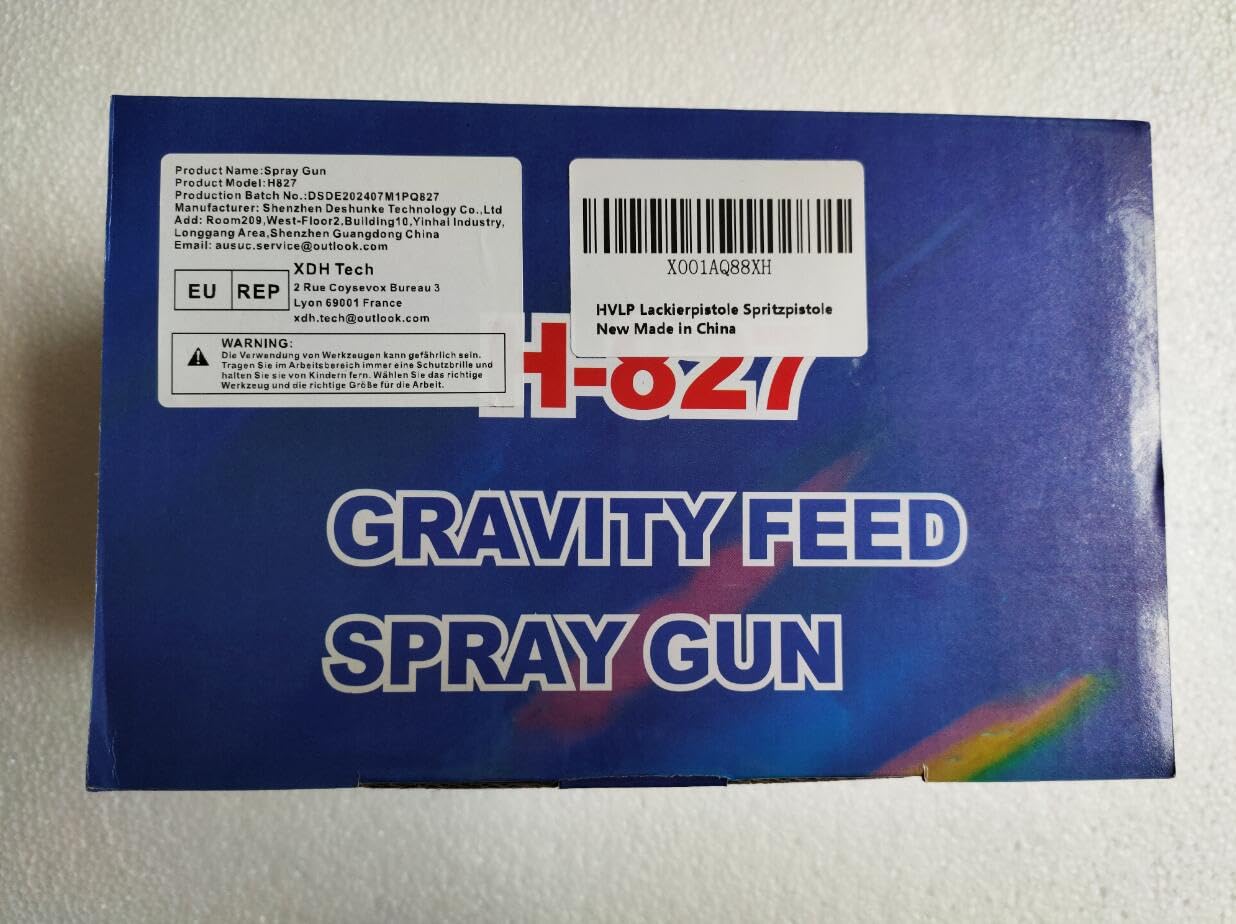 Product Name:Spray Gun
Product Model:H827
Production Batch No.:DSDE202407M1PQ827
Manufacturer: Shenzhen Deshunke Technology Co.,Ltd
Add: Room209,West-Floor2,Building10,Yinhai Industry,
Longgang Area,Shenzhen Guangdong China
Email: ausuc.service@outlook.com
EU REP
XDH Tech
2 Rue Coysevox Bureau 3
Lyon 69001 France
xdh.tech@outlook.com
WARNING:
Die Verwendung von Werkzeugen kann gefährlich sein.
Tragen Sie im Arbeitsbereich immer eine Schutzbrille und
halten Sie sie von Kindern fern. Wählen Sie das richtige
Werkzeug und die richtige Größe für die Arbeit.
X001AQ88XH
HVLP Lackierpistole Spritzpistole
New Made in China
H-827
GRAVITY FEED
SPRAY GUN